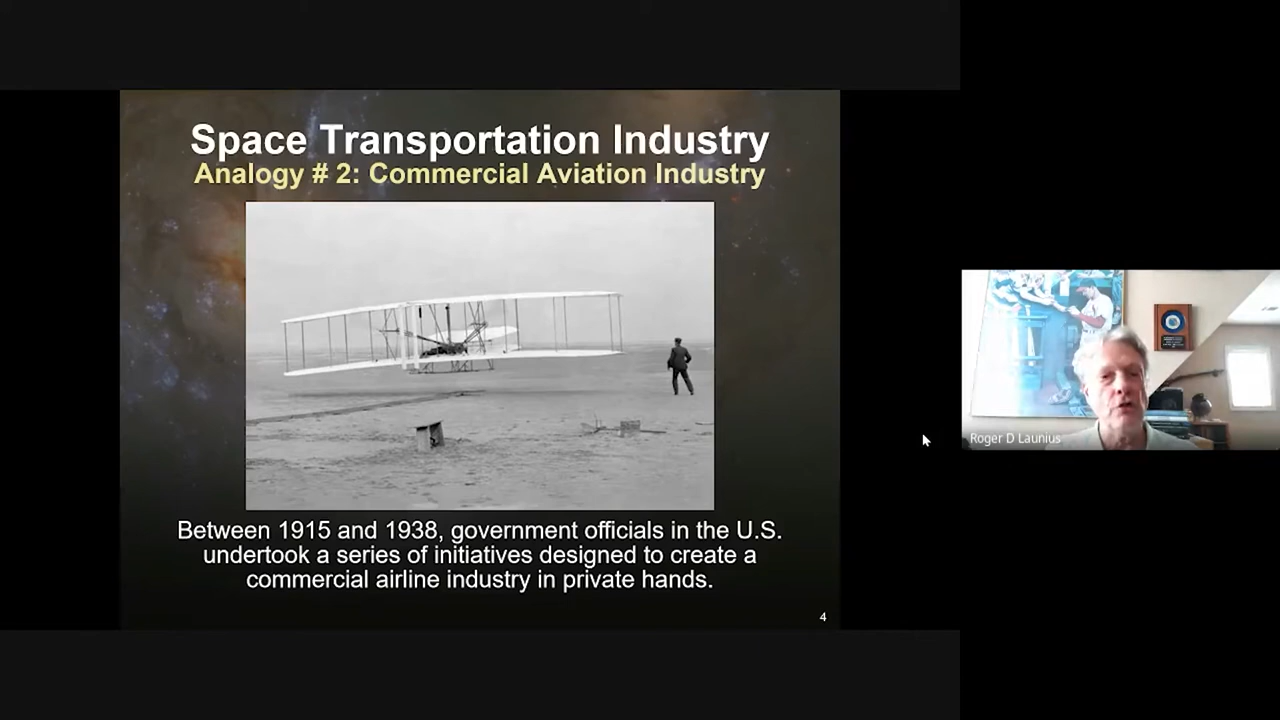 Space Transportation Industry
Analogy # 2: Commercial Aviation Industry
Between 1915 and 1938, government officials in the U.S.
undertook a series of initiatives designed to create a
commercial airline industry in private hands.
4
Roger D Launius